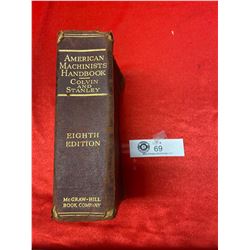 AMERICAN
MACHINISTS
HANDBOOK
COLVIN
AND
STANLEY
EIGHTH
EDITION
McGRAW-HILL
BOOK COMPANY
69